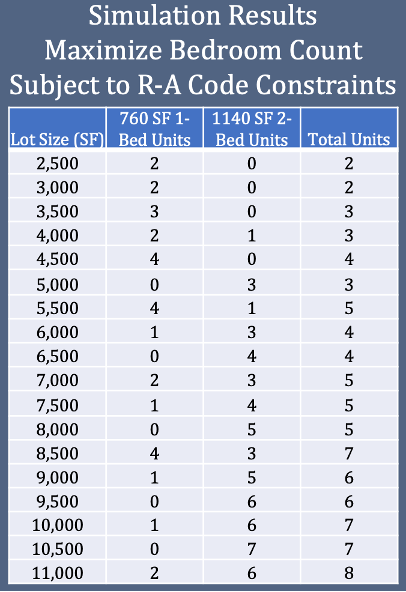 Simulation Results
Maximize Bedroom Count
Subject to R-A Code Constraints
760 SF 1- 1140 SF 2-
Lot Size (SF) Bed Units Bed Units Total Units
2,500 2 0 2
3,000 2 0 2
3,500 3 0 3
4,000 2 1 3
4,500 4 0 4
5,000 0 3 3
5,500 4 1 5
6,000 1 3 4
6,500 0 4 4
7,000 2 3 5
7,500 1 4 5
8,000 0 5 5
8,500 4 3 7
9,000 1 5 6
9,500 0 6 6
10,000 1 6 7
10,500 0 7 7
11,000 2 6 8